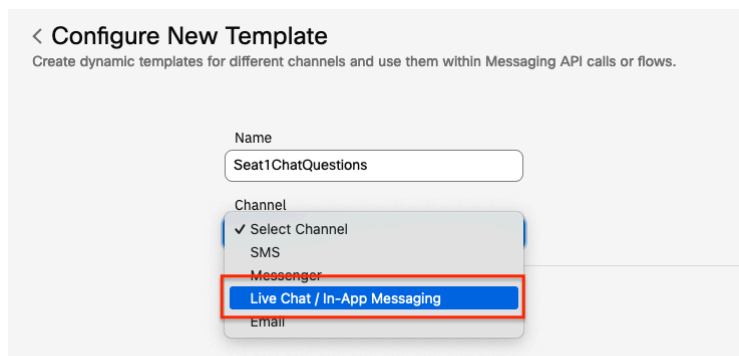 < Configure New Template
Create dynamic templates for different channels and use them within Messaging API calls or flows.
Name
Seat1ChatQuestions
Channel
✓ Select Channel
SMS
Messenger
Live Chat / In-App Messaging
Email